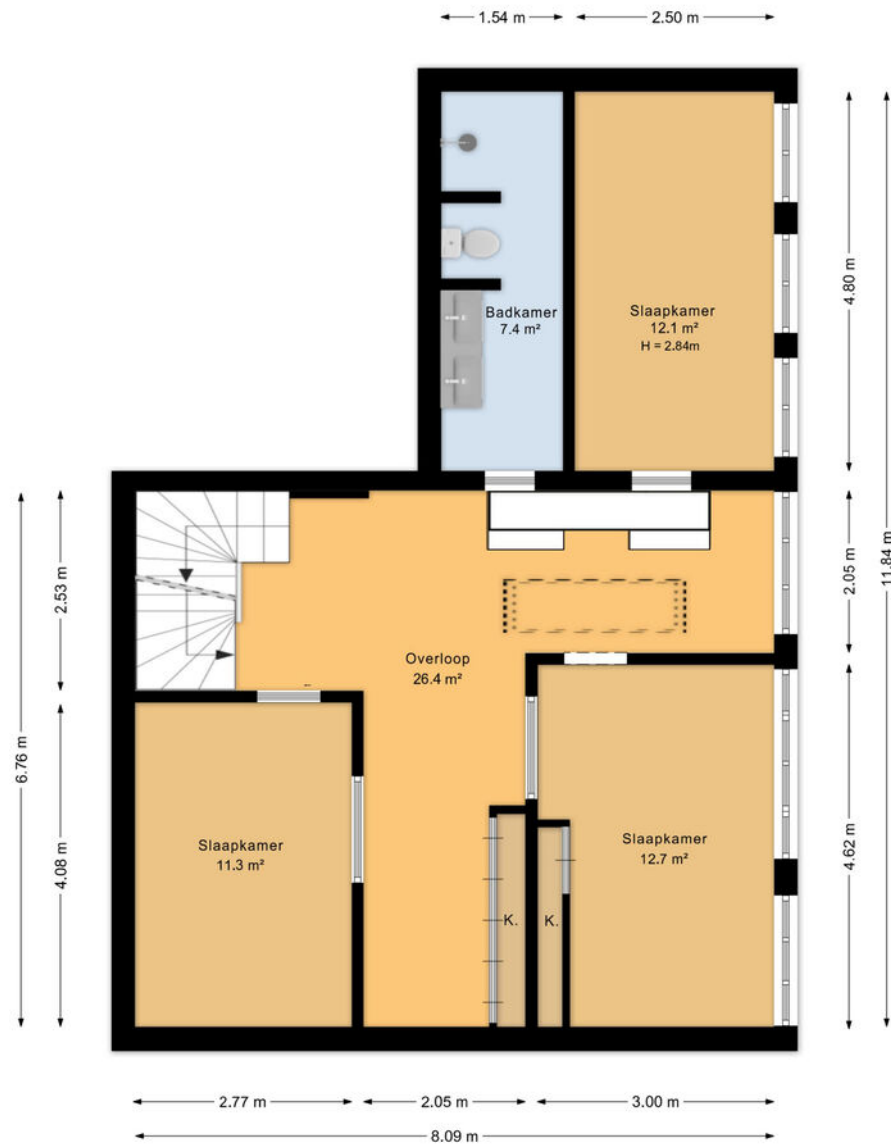 1.54 m
2.50 m
Badkamer
7.4 m²
Slaapkamer
12.1 m²
H = 2.84m
4.80 m
11.84 m
2.05 m
2.53 m
6.76 m
Overloop
26.4 m²
4.08 m
Slaapkamer
11.3 m²
Slaapkamer
12.7 m²
4.62 m
K.
K.
2.77 m
2.05 m
3.00 m
8.09 m